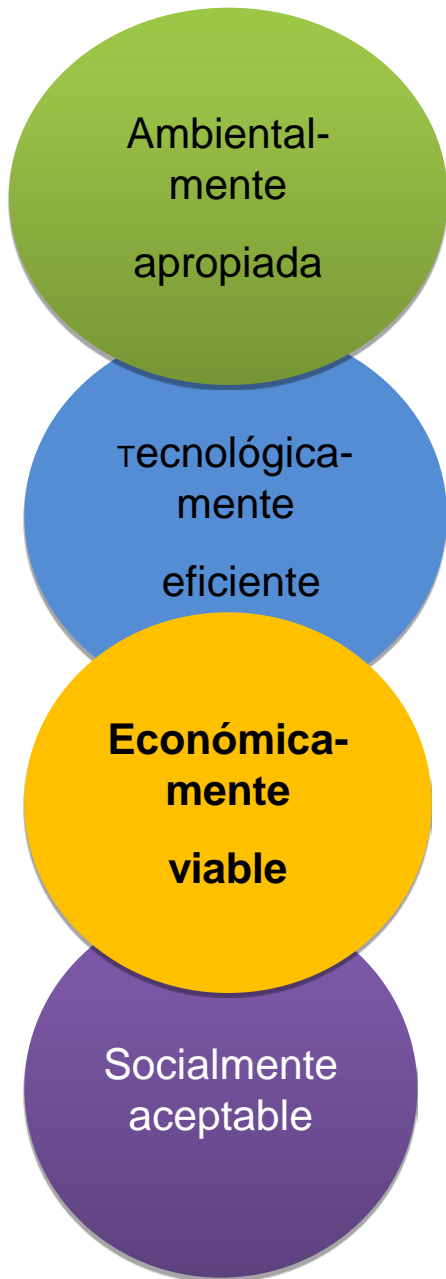 Ambiental-
mente
apropiada
Tecnológica-
mente
eficiente
Económica-
mente
viable
Socialmente
aceptable